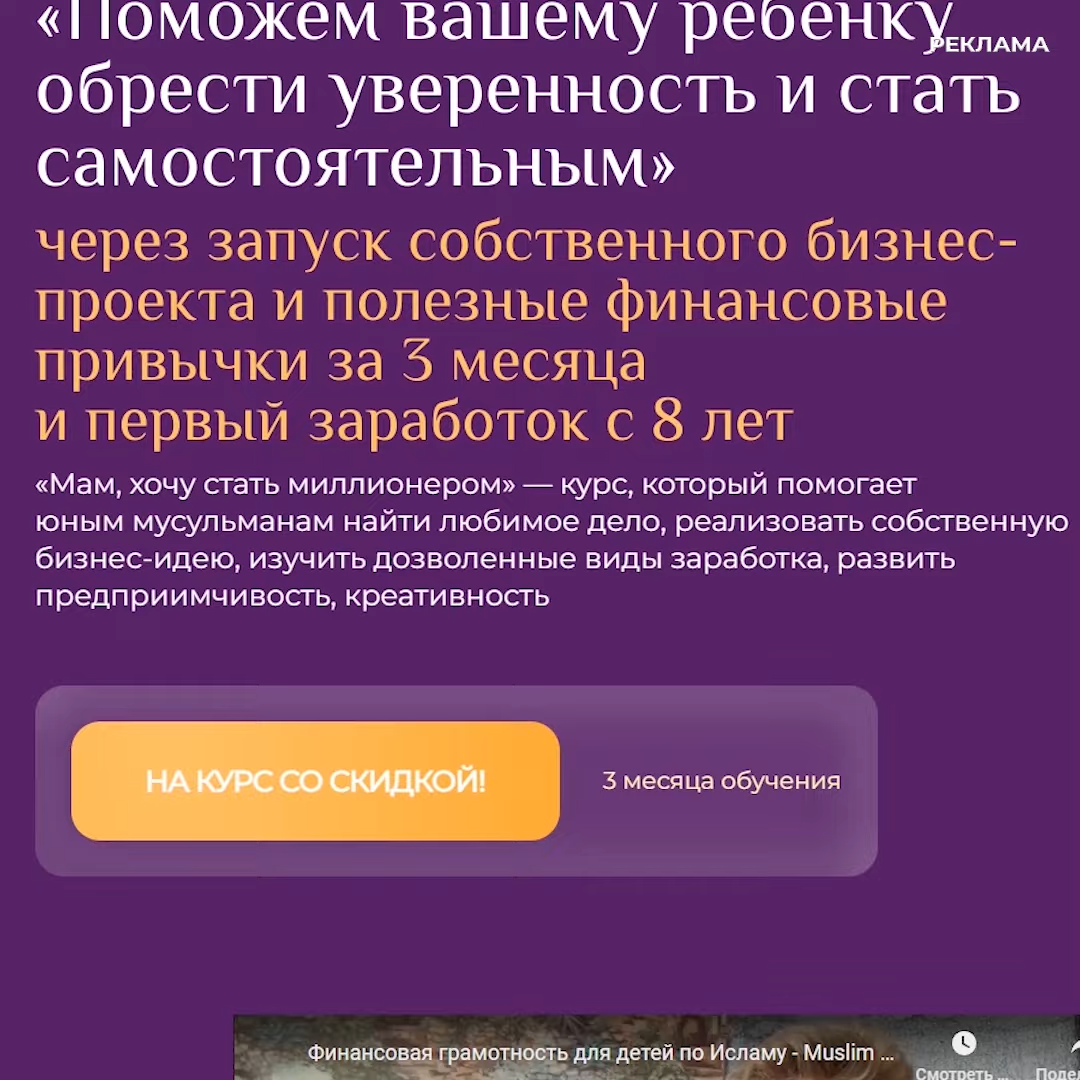 «Поможем вашему ребенку
РЕКЛАМА
обрести уверенность и стать
самостоятельным»
через запуск собственного бизнес-
проекта и полезные финансовые
привычки за 3 месяца
и первый заработок с 8 лет
«Мам, хочу стать миллионером» — курс, который помогает
юным мусульманам найти любимое дело, реализовать собственную
бизнес-идею, изучить дозволенные виды заработка, развить
предприимчивость, креативность
НА КУРС СО СКИДКОЙ!
3 месяца обучения
Финансовая грамотность для детей по Исламу - Muslim ...
Смотреть ...